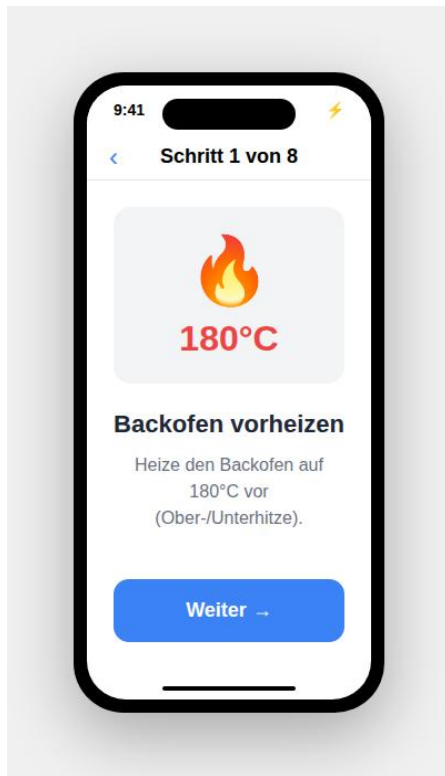 9:41
‹ Schritt 1 von 8
180°C
Backofen vorheizen
Heize den Backofen auf
180°C vor
(Ober-/Unterhitze).
Weiter →